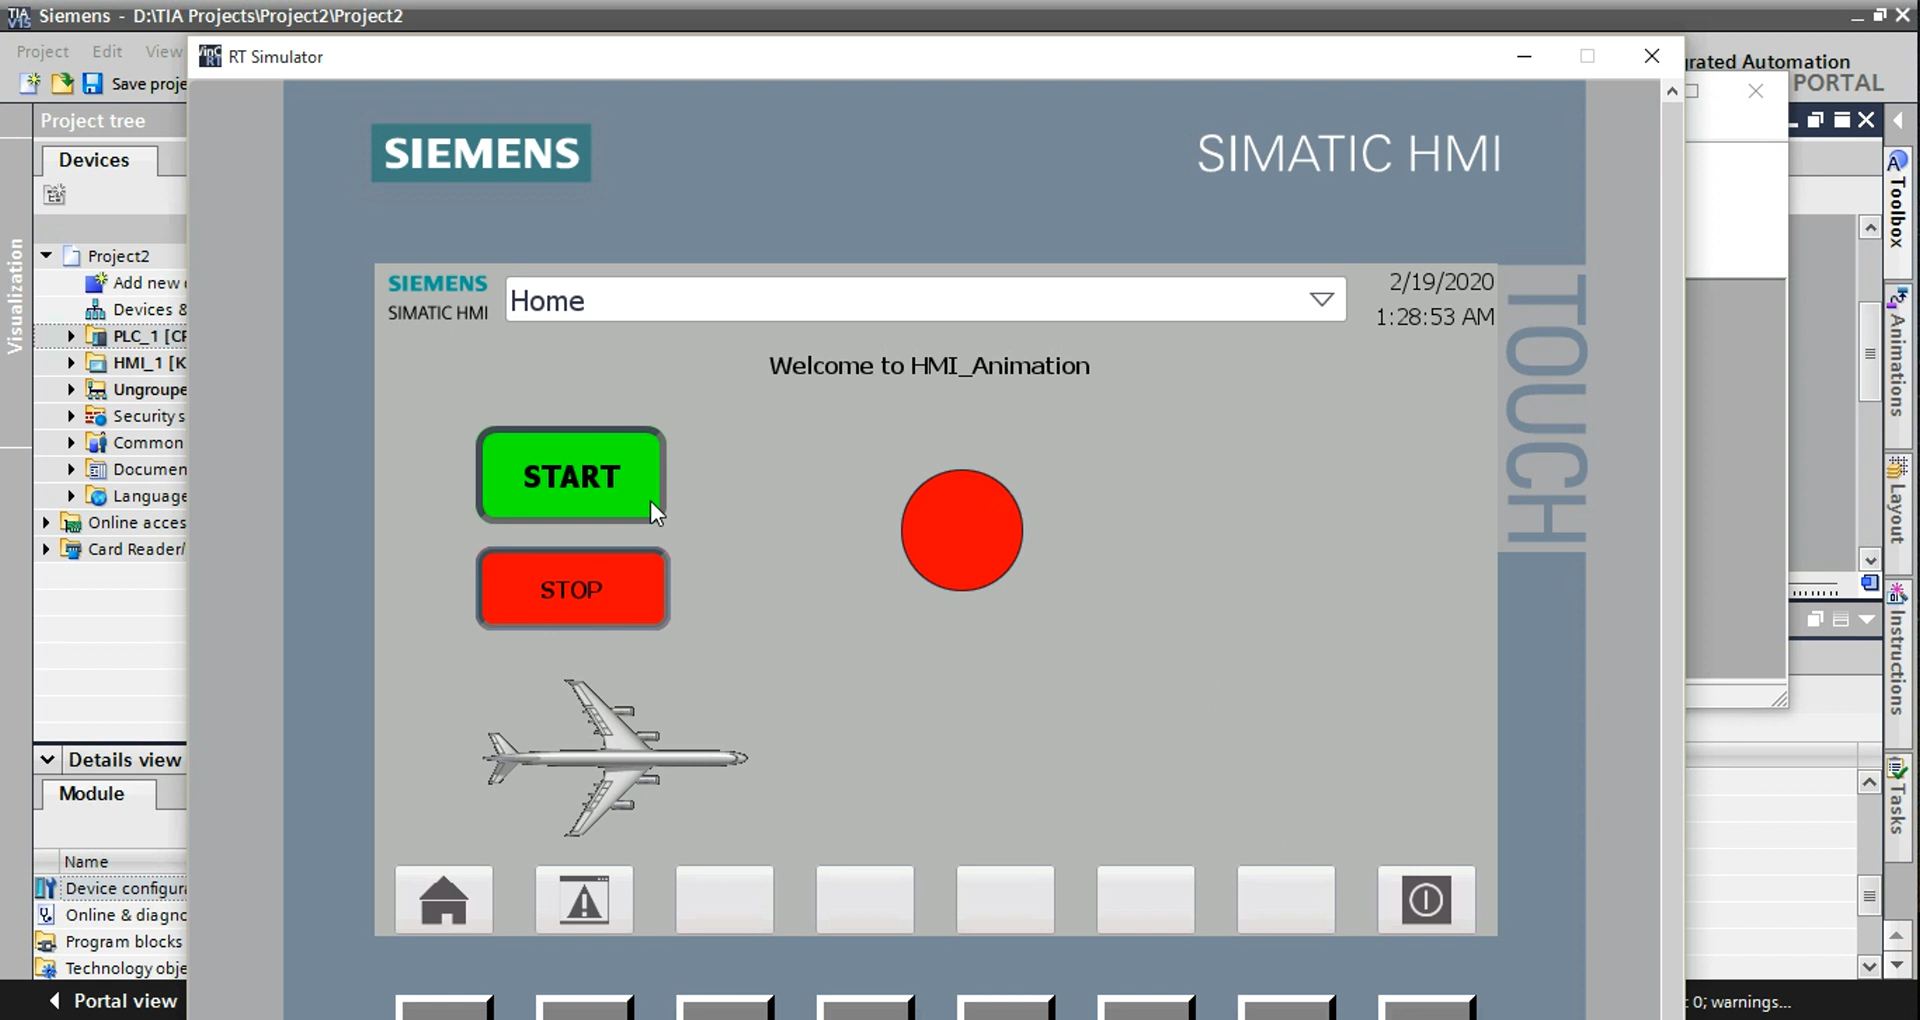 TIA
V15
Siemens - D:\TIA Projects\Project2\Project2
Project Edit View
RT Simulator
PORTAL
Save proje
Project tree
Devices
SIEMENS
SIMATIC HMI
Toolbox
Visualization
Project2
Add new
Devices &
PLC_1 [CP
HMI_1 [K
Ungroupe
Security s
Common
Documen
Language
Online acces
Card Reader/
SIEMENS
SIMATIC HMI
Home
2/19/2020
1:28:53 AM
TOUCH
Animations
Welcome to HMI_Animation
START
STOP
Layout
Instructions
Details view
Module
Tasks
Name
Device configura
Online & diagno
Program blocks
Technology obje
Portal view
0; warnings...